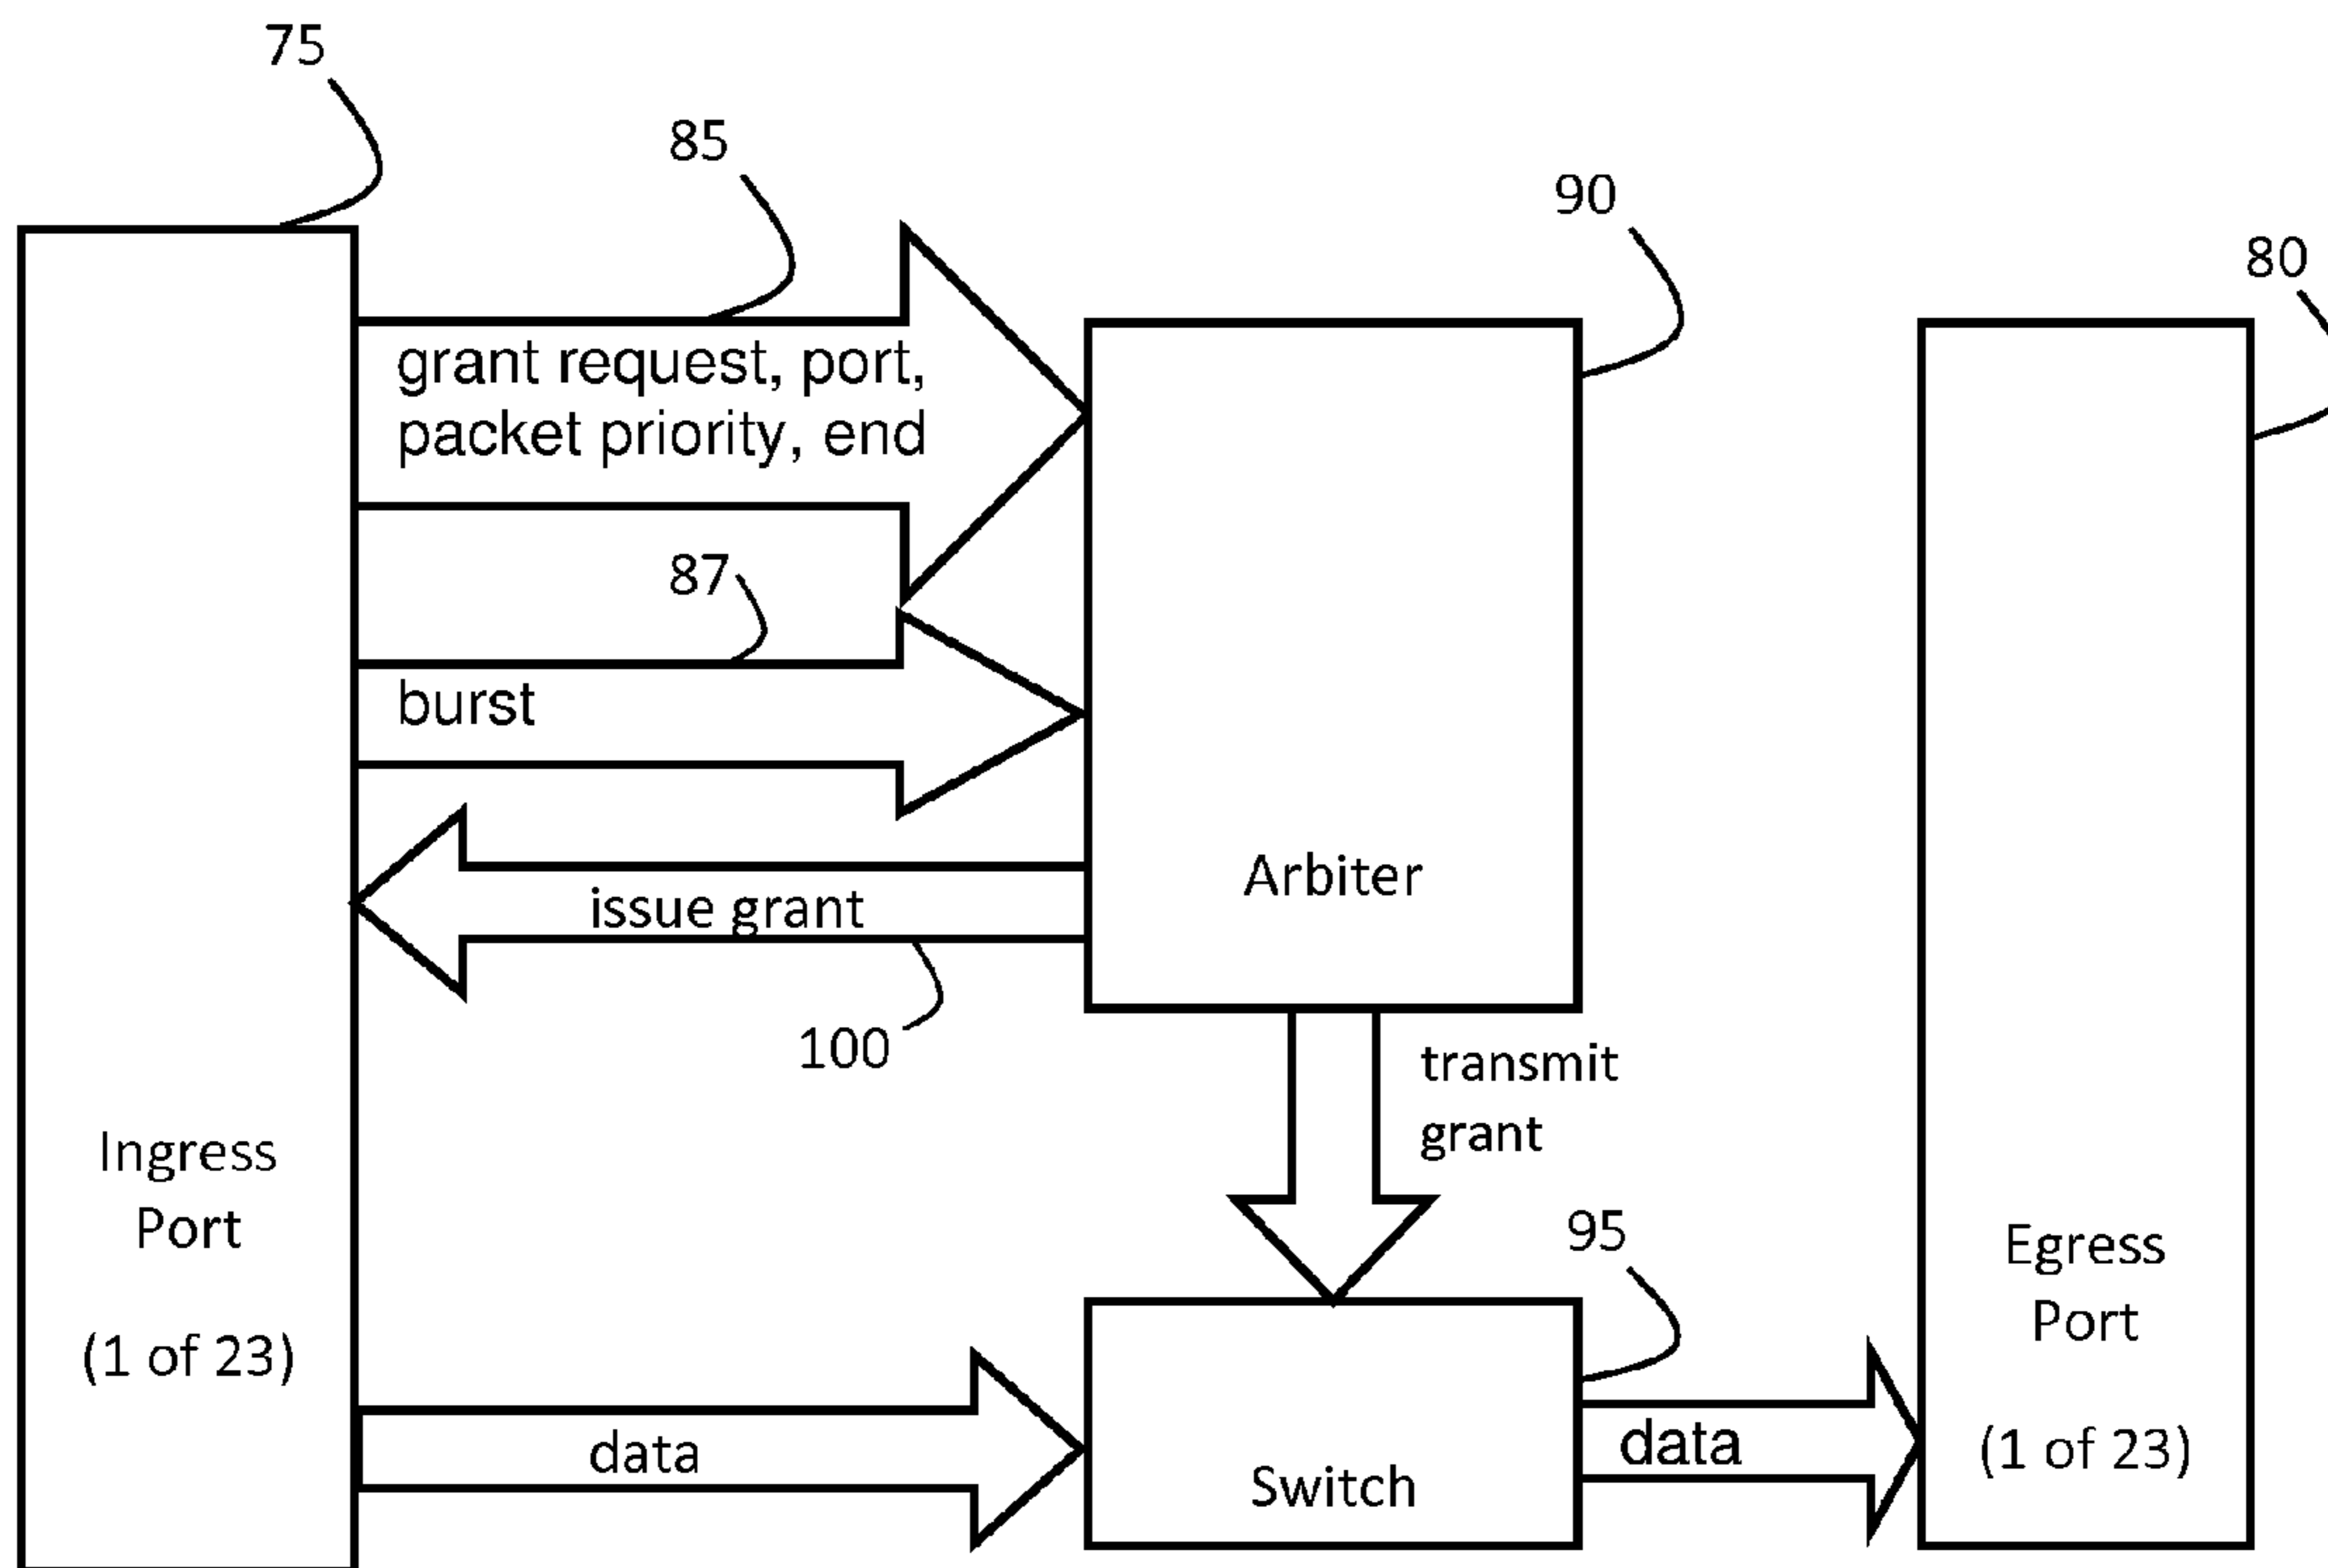 75
85
90
80
grant request, port,
packet priority, end
87
burst
Arbiter
issue grant
100
transmit
grant
Ingress
Port
(1 of 23)
95
Egress
Port
(1 of 23)
data
Switch
data